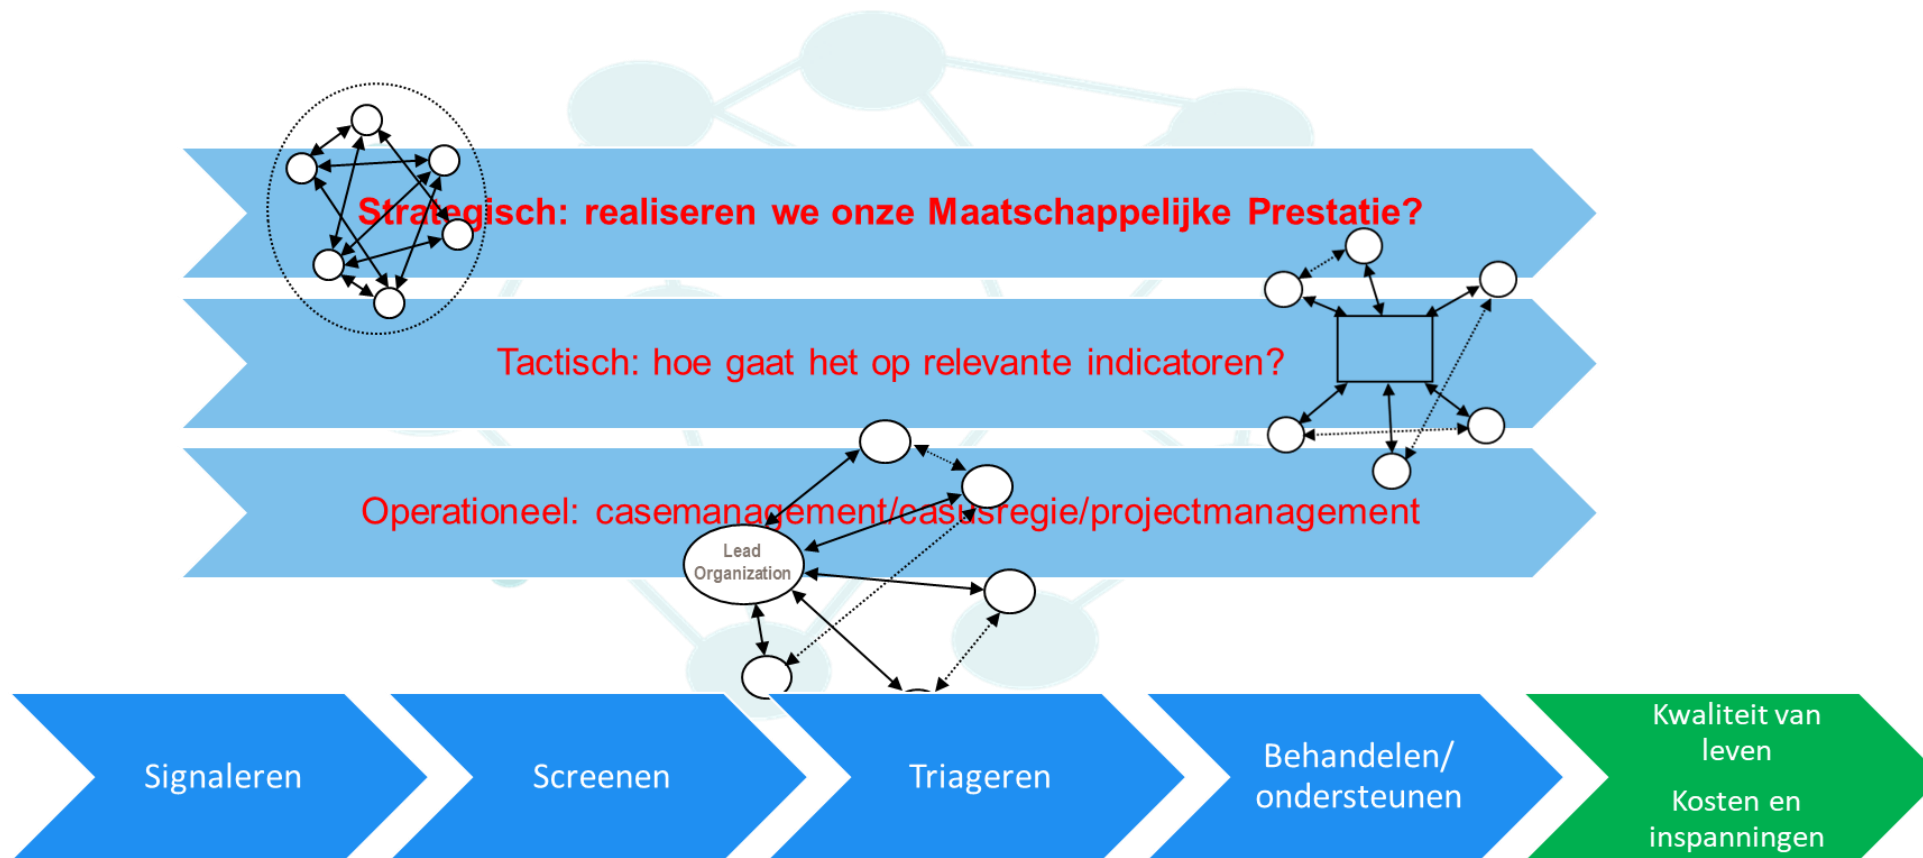 Strategisch: realiseren we onze Maatschappelijke Prestatie?
Tactisch: hoe gaat het op relevante indicatoren?
Operationeel: casemanagement/casusregie/projectmanagement
Lead
Organization
Signaleren
Screenen
Triageren
Behandelen/
ondersteunen
Kwaliteit van
leven
Kosten en
inspanningen